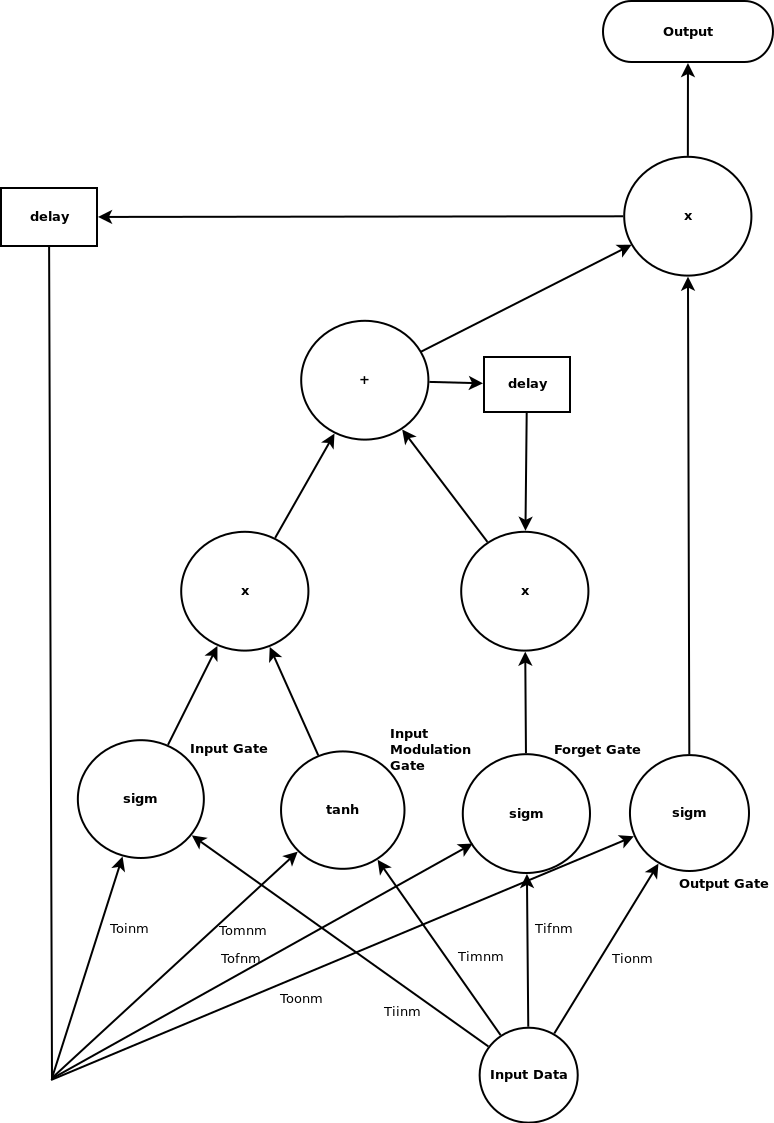 Output
x
delay
+
delay
x
x
Input
Modulation
Gate
Input Gate
Forget Gate
sigm
tanh
sigm
sigm
Output Gate
Toinm
Tomnm
Tifnm
Tofnm
Timnm
Tionm
Toonm
Tiinm
Input Data